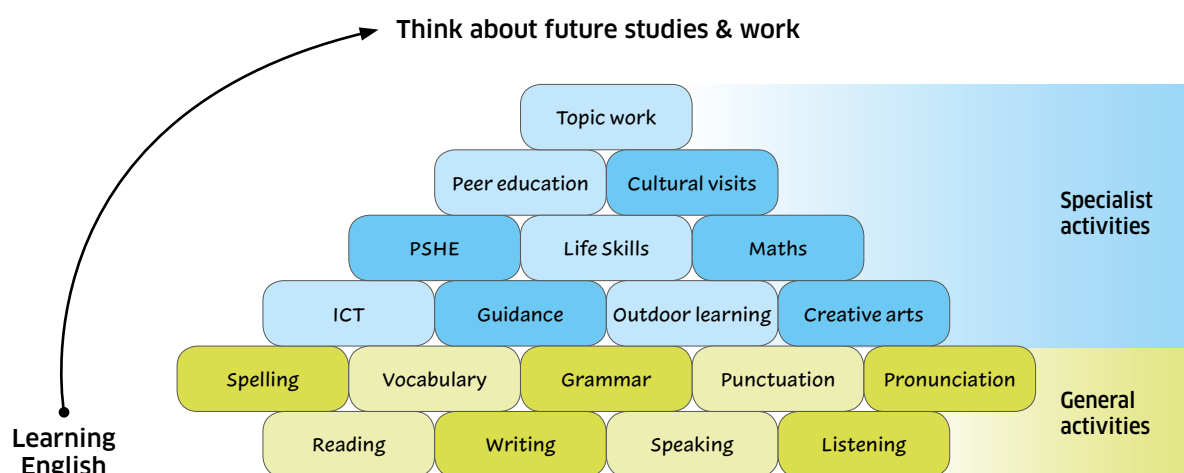 Think about future studies & work
Topic work
Peer education
Cultural visits
Specialist
activities
PSHE
Life Skills
Maths
ICT
Guidance
Outdoor learning
Creative arts
Spelling
Vocabulary
Grammar
Punctuation
Pronunciation
General
activities
Reading
Writing
Speaking
Listening
Learning
English